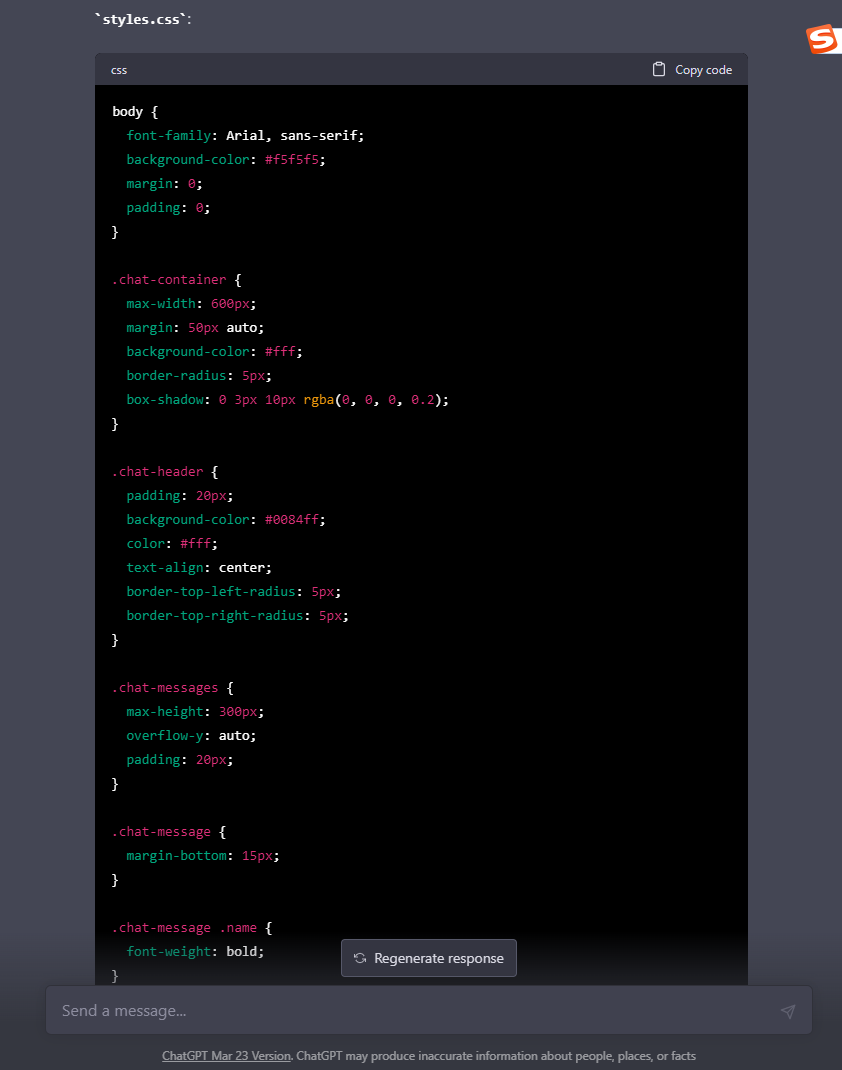 `styles.css`:
css
Copy code
body {
  font-family: Arial, sans-serif;
  background-color: #f5f5f5;
  margin: 0;
  padding: 0;
}

.chat-container {
  max-width: 600px;
  margin: 50px auto;
  background-color: #fff;
  border-radius: 5px;
  box-shadow: 0 3px 10px rgba(0, 0, 0, 0.2);
}

.chat-header {
  padding: 20px;
  background-color: #0084ff;
  color: #fff;
  text-align: center;
  border-top-left-radius: 5px;
  border-top-right-radius: 5px;
}

.chat-messages {
  max-height: 300px;
  overflow-y: auto;
  padding: 20px;
}

.chat-message {
  margin-bottom: 15px;
}

.chat-message .name {
  font-weight: bold;
}
Regenerate response
Send a message...
ChatGPT Mar 23 Version. ChatGPT may produce inaccurate information about people, places, or facts